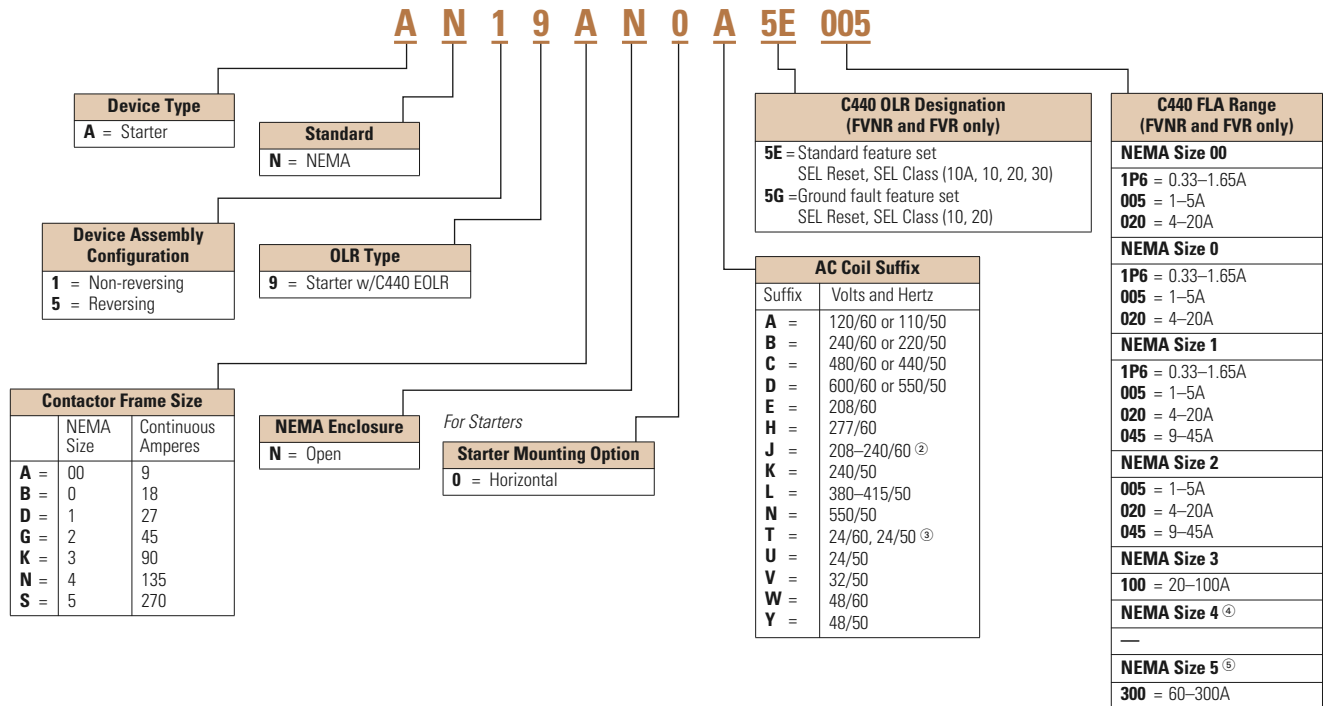 A N 1 9 A N 0 A 5E 005
Device Type
A = Starter
Standard
N = NEMA
Device Assembly
Configuration
1 = Non-reversing
5 = Reversing
OLR Type
9 = Starter w/C440 EOLR
Contactor Frame Size
NEMA Size Continuous Amperes
A = 00 9
B = 0 18
D = 1 27
G = 2 45
K = 3 90
N = 4 135
S = 5 270
NEMA Enclosure
N = Open
For Starters
Starter Mounting Option
0 = Horizontal
C440 OLR Designation
(FVNR and FVR only)
5E = Standard feature set
SEL Reset, SEL Class (10A, 10, 20, 30)
5G = Ground fault feature set
SEL Reset, SEL Class (10, 20)
AC Coil Suffix
Suffix Volts and Hertz
A = 120/60 or 110/50
B = 240/60 or 220/50
C = 480/60 or 440/50
D = 600/60 or 550/50
E = 208/60
H = 277/60
J = 208–240/60 ②
K = 240/50
L = 380–415/50
N = 550/50
T = 24/60, 24/50 ③
U = 24/50
V = 32/50
W = 48/60
Y = 48/50
C440 FLA Range
(FVNR and FVR only)
NEMA Size 00
1P6 = 0.33–1.65A
005 = 1–5A
020 = 4–20A
NEMA Size 0
1P6 = 0.33–1.65A
005 = 1–5A
020 = 4–20A
NEMA Size 1
1P6 = 0.33–1.65A
005 = 1–5A
020 = 4–20A
045 = 9–45A
NEMA Size 2
005 = 1–5A
020 = 4–20A
045 = 9–45A
NEMA Size 3
100 = 20–100A
NEMA Size 4 ④
—
NEMA Size 5 ⑤
300 = 60–300A